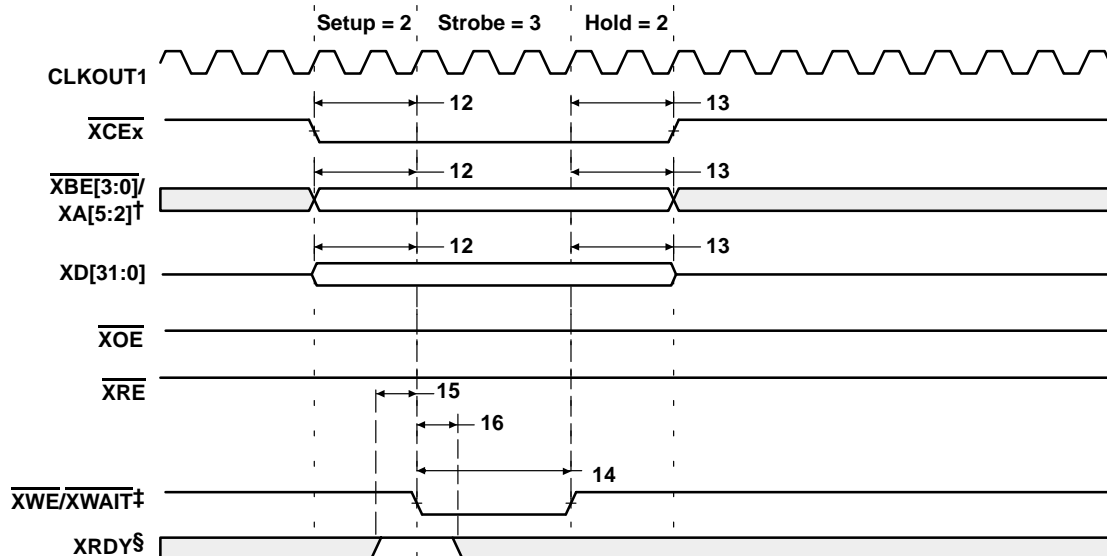 Setup = 2 Strobe = 3 Hold = 2
CLKOUT1
12 13
XCEx
12 13
XBE[3:0]/
XA[5:2]†
12 13
XD[31:0]
XOE
XRE
15
16
14
XWE/XWAIT‡
XRDY§